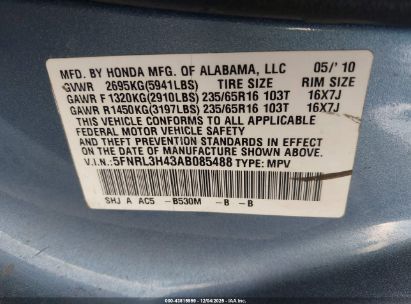 MFD. BY HONDA MFG. OF ALABAMA, LLC 05/' 10
GVWR 2695KG(5941LBS) TIRE SIZE RIM SIZE
GAWR F 1320KG(2910LBS) 235/65R16 103T 16X7J
GAWR R 1450KG(3197LBS) 235/65R16 103T 16X7J
THIS VEHICLE CONFORMS TO ALL APPLICABLE
FEDERAL MOTOR VEHICLE SAFETY
AND THEFT PREVENTION STANDARDS IN EFFECT
ON THE DATE OF MANUFACTURE SHOWN ABOVE.
V.I.N.:5FNRL3H43AB085488 TYPE: MPV
SHJ A AC5 -B530M -B -B